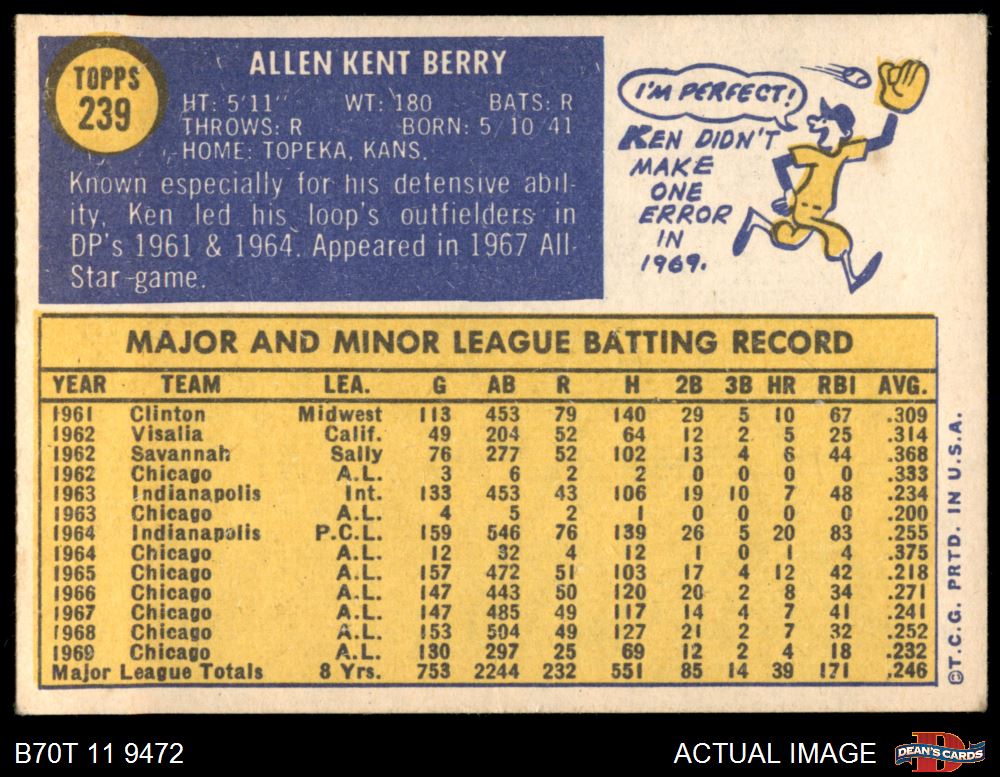 TOPPS
239
ALLEN KENT BERRY
HT: 5'11" WT: 180 BATS: R
THROWS: R BORN: 5/10/41
HOME: TOPEKA, KANS.
Known especially for his defensive abil-
ity, Ken led his loop's outfielders in
DP's 1961 & 1964. Appeared in 1967 All-
Star-game.
I'M PERFECT!
KEN DIDN'T
MAKE
ONE
ERROR
IN
1969.
MAJOR AND MINOR LEAGUE BATTING RECORD
YEAR TEAM LEA. G AB R H 2B 3B HR RBI AVG.
1961 Clinton Midwest 113 453 79 140 29 5 10 67 .309
1962 Visalia Calif. 49 204 52 64 12 2 5 25 .314
1962 Savannah Sally 76 277 52 102 13 4 6 44 .368
1962 Chicago A.L. 3 6 2 2 0 0 0 0 .333
1963 Indianapolis Int. 133 453 43 106 19 10 7 48 .234
1963 Chicago A.L. 4 5 2 1 0 0 0 0 .200
1964 Indianapolis P.C.L. 159 546 76 139 26 5 20 83 .255
1964 Chicago A.L. 12 32 4 12 1 0 1 4 .375
1965 Chicago A.L. 157 472 51 103 17 4 12 42 .218
1966 Chicago A.L. 147 443 50 120 20 2 8 34 .271
1967 Chicago A.L. 147 485 49 117 14 4 7 41 .241
1968 Chicago A.L. 153 504 49 127 21 2 7 32 .252
1969 Chicago A.L. 130 297 25 69 12 2 4 18 .232
Major League Totals 8 Yrs. 753 2244 232 551 85 14 39 171 .246
©T.C.G. PRTD. IN U.S.A.
B70T 11 9472
ACTUAL IMAGE
D
DEAN'S CARDS